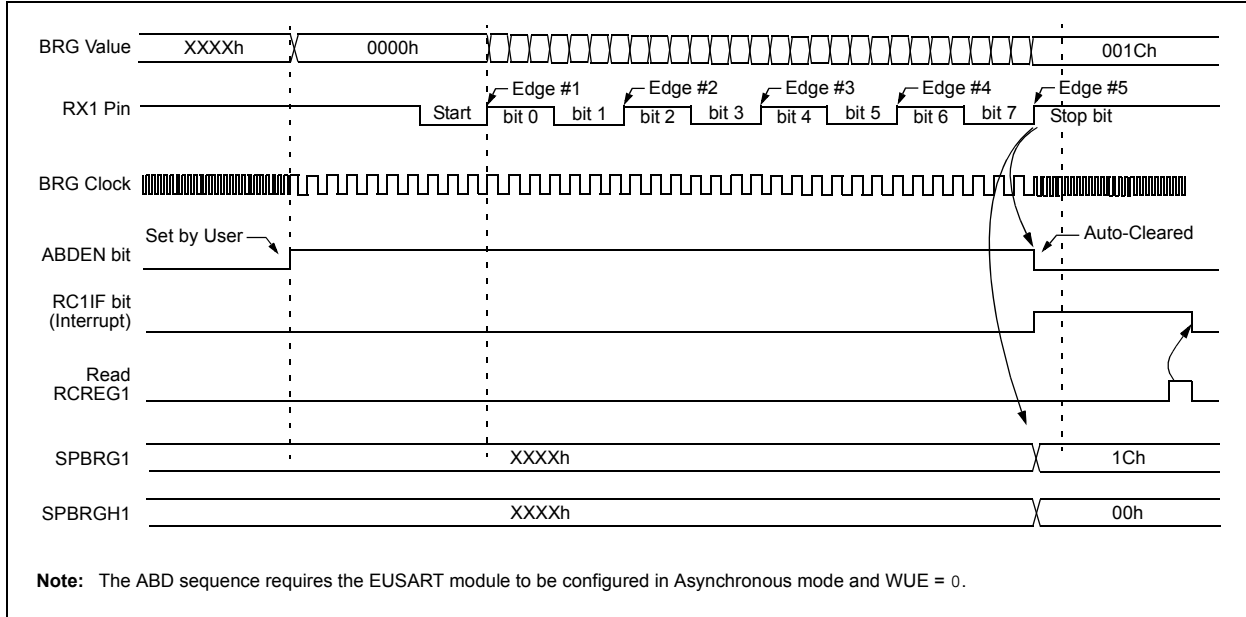 BRG Value XXXXh 0000h 001Ch
Edge #1 Edge #2 Edge #3 Edge #4 Edge #5
RX1 Pin Start bit 0 bit 1 bit 2 bit 3 bit 4 bit 5 bit 6 bit 7 Stop bit
BRG Clock
Set by User Auto-Cleared
ABDEN bit
RC1IF bit
(Interrupt)
Read
RCREG1
SPBRG1 XXXXh 1Ch
SPBRGH1 XXXXh 00h
Note: The ABD sequence requires the EUSART module to be configured in Asynchronous mode and WUE = 0.